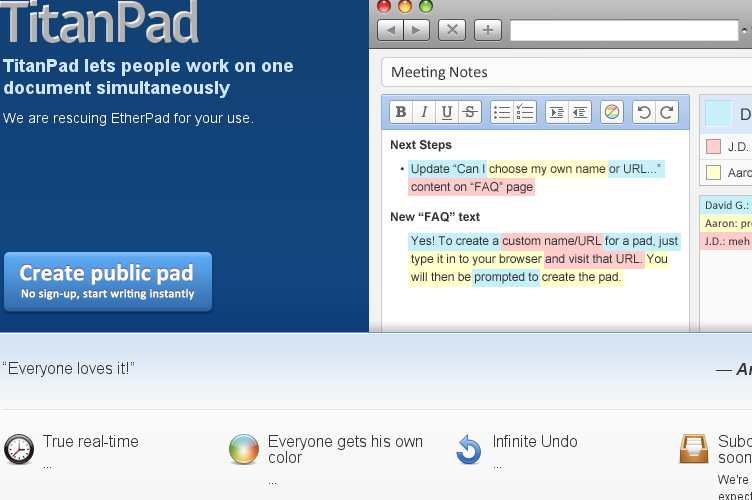 TitanPad
TitanPad lets people work on one
document simultaneously
We are rescuing EtherPad for your use.
Create public pad
No sign-up, start writing instantly
Meeting Notes
B I U S
Next Steps
• Update “Can I choose my own name or URL...”
content on “FAQ” page
New “FAQ” text
Yes! To create a custom name/URL for a pad, just
type it in to your browser and visit that URL. You
will then be prompted to create the pad.
D
J.D.
Aaro
David G.:
Aaron: pr
J.D.: meh
“Everyone loves it!”
— Ar
True real-time
...
Everyone gets his own
color
...
Infinite Undo
...
Subd
soon
We're
expect